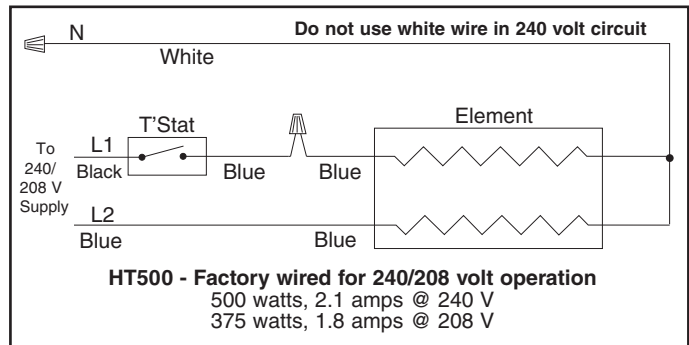 N
Do not use white wire in 240 volt circuit
White
T'Stat
Element
To
240/
208 V
Supply
L1
Black
Blue
Blue
L2
Blue
Blue
HT500 - Factory wired for 240/208 volt operation
500 watts, 2.1 amps @ 240 V
375 watts, 1.8 amps @ 208 V